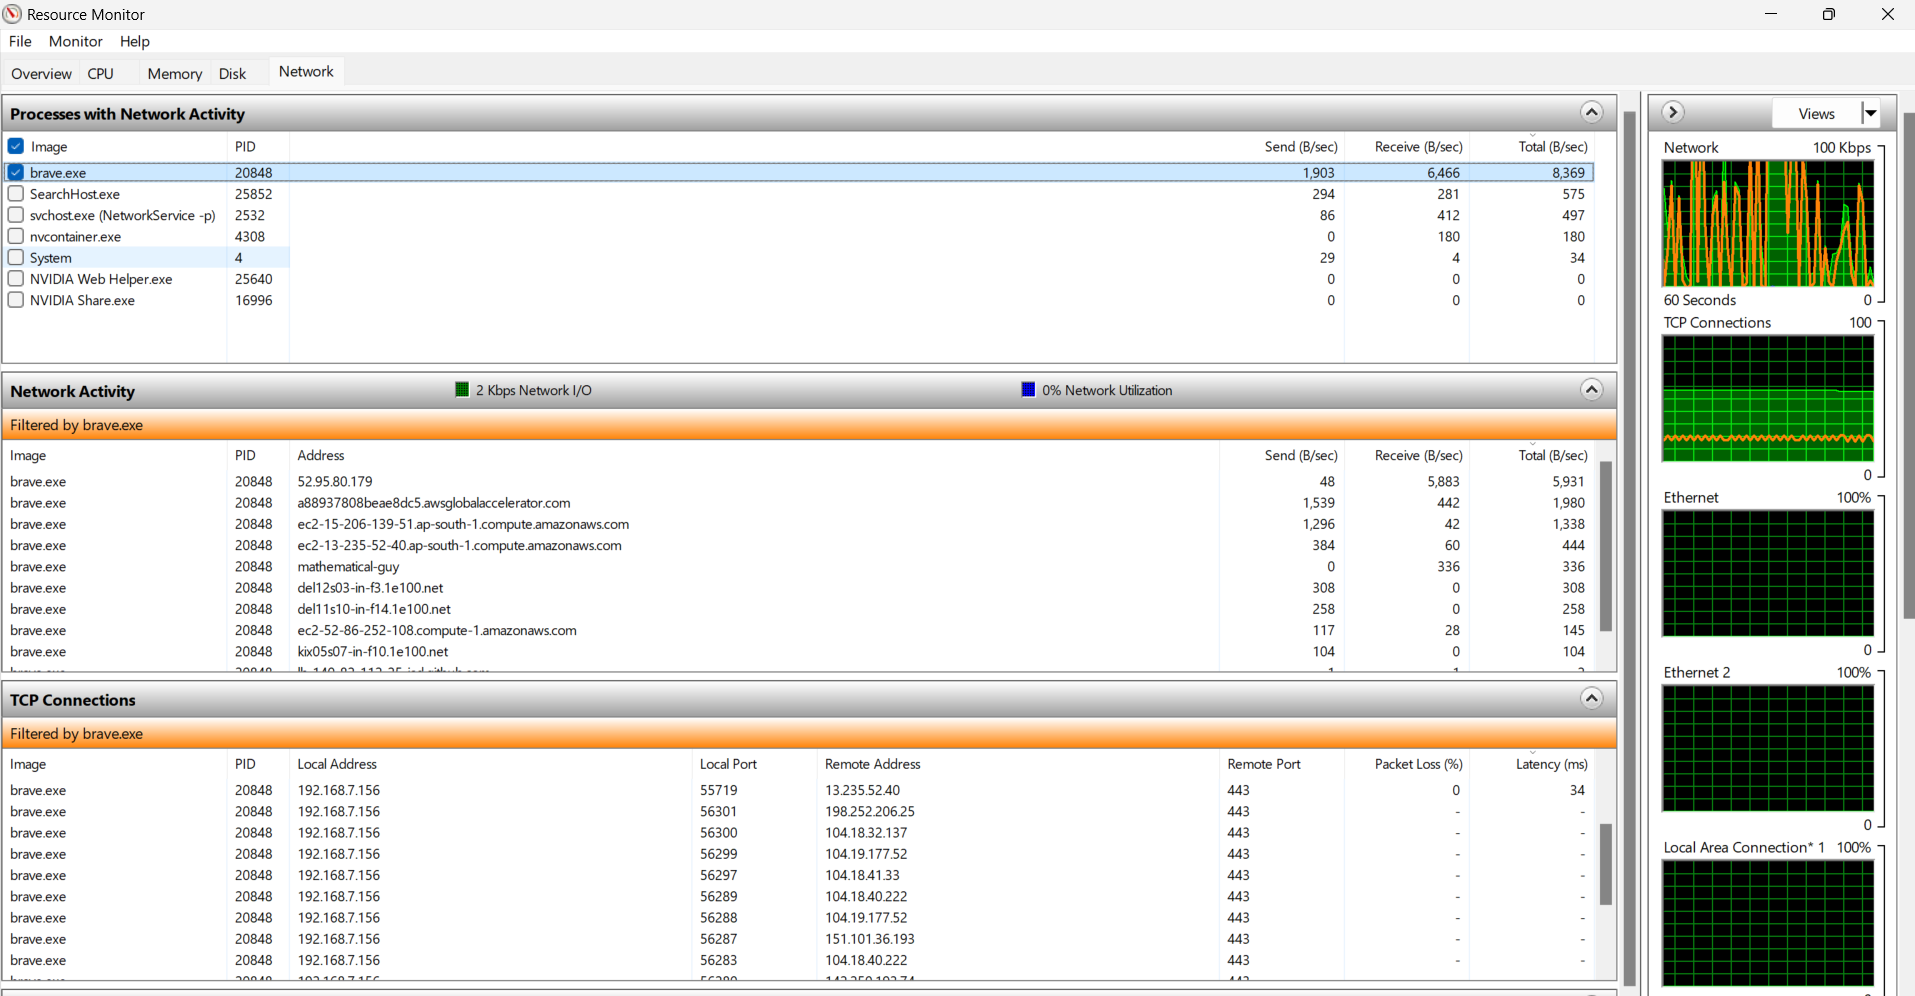 Resource Monitor
File Monitor Help
Overview CPU Memory Disk Network
Processes with Network Activity
Image PID Send (B/sec) Receive (B/sec) Total (B/sec)
brave.exe 20848 1,903 6,466 8,369
SearchHost.exe 25852 294 281 575
svchost.exe (NetworkService -p) 2532 86 412 497
nvcontainer.exe 4308 0 180 180
System 4 29 4 34
NVIDIA Web Helper.exe 25640 0 0 0
NVIDIA Share.exe 16996 0 0 0
Network Activity 2 Kbps Network I/O 0% Network Utilization
Filtered by brave.exe
Image PID Address Send (B/sec) Receive (B/sec) Total (B/sec)
brave.exe 20848 52.95.80.179 48 5,883 5,931
brave.exe 20848 a88937808beae8dc5.awsglobalaccelerator.com 1,539 442 1,980
brave.exe 20848 ec2-15-206-139-51.ap-south-1.compute.amazonaws.com 1,296 42 1,338
brave.exe 20848 ec2-13-235-52-40.ap-south-1.compute.amazonaws.com 384 60 444
brave.exe 20848 mathematical-guy 0 336 336
brave.exe 20848 del12s03-in-f3.1e100.net 308 0 308
brave.exe 20848 del11s10-in-f14.1e100.net 258 0 258
brave.exe 20848 ec2-52-86-252-108.compute-1.amazonaws.com 117 28 145
brave.exe 20848 kix05s07-in-f10.1e100.net 104 0 104
TCP Connections
Filtered by brave.exe
Image PID Local Address Local Port Remote Address Remote Port Packet Loss (%) Latency (ms)
brave.exe 20848 192.168.7.156 55719 13.235.52.40 443 0 34
brave.exe 20848 192.168.7.156 56301 198.252.206.25 443 - -
brave.exe 20848 192.168.7.156 56300 104.18.32.137 443 - -
brave.exe 20848 192.168.7.156 56299 104.19.177.52 443 - -
brave.exe 20848 192.168.7.156 56297 104.18.41.33 443 - -
brave.exe 20848 192.168.7.156 56289 104.18.40.222 443 - -
brave.exe 20848 192.168.7.156 56288 104.19.177.52 443 - -
brave.exe 20848 192.168.7.156 56287 151.101.36.193 443 - -
brave.exe 20848 192.168.7.156 56283 104.18.40.222 443 - -
Views
Network 100 Kbps
60 Seconds 0
TCP Connections 100
0
Ethernet 100%
0
Ethernet 2 100%
0
Local Area Connection* 1 100%